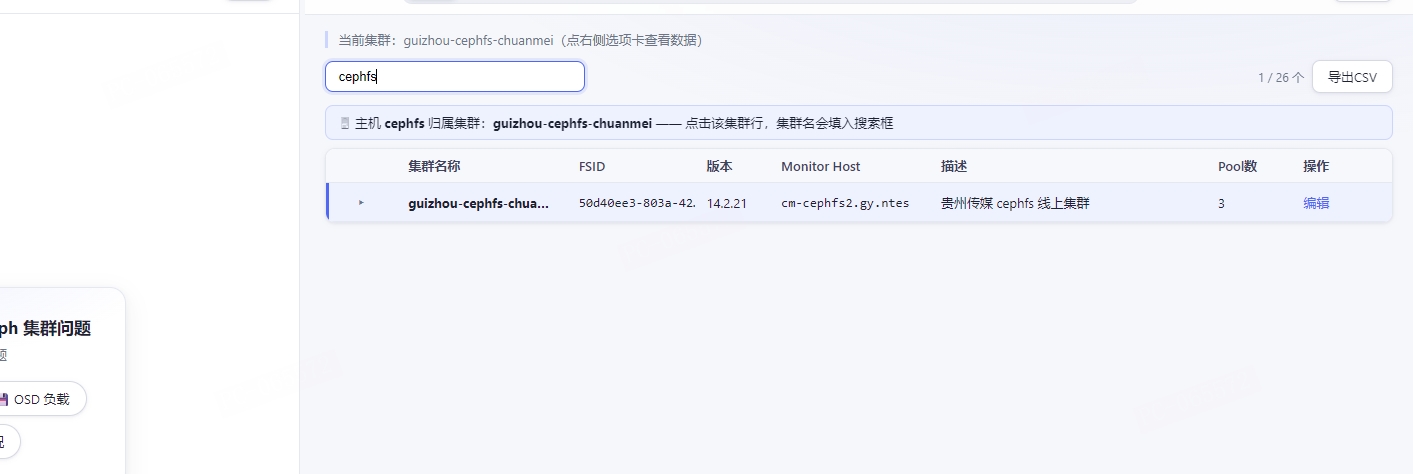 当前集群：guizhou-cephfs-chuanmei（点右侧选项卡查看数据）
cephfs
1 / 26 个
导出CSV
主机 cephfs 归属集群：guizhou-cephfs-chuanmei —— 点击该集群行，集群名会填入搜索框
集群名称 FSID 版本 Monitor Host 描述 Pool数 操作
guizhou-cephfs-chua... 50d40ee3-803a-42. 14.2.21 cm-cephfs2.gy.ntes 贵州传媒 cephfs 线上集群 3 编辑
ph 集群问题
题
OSD 负载